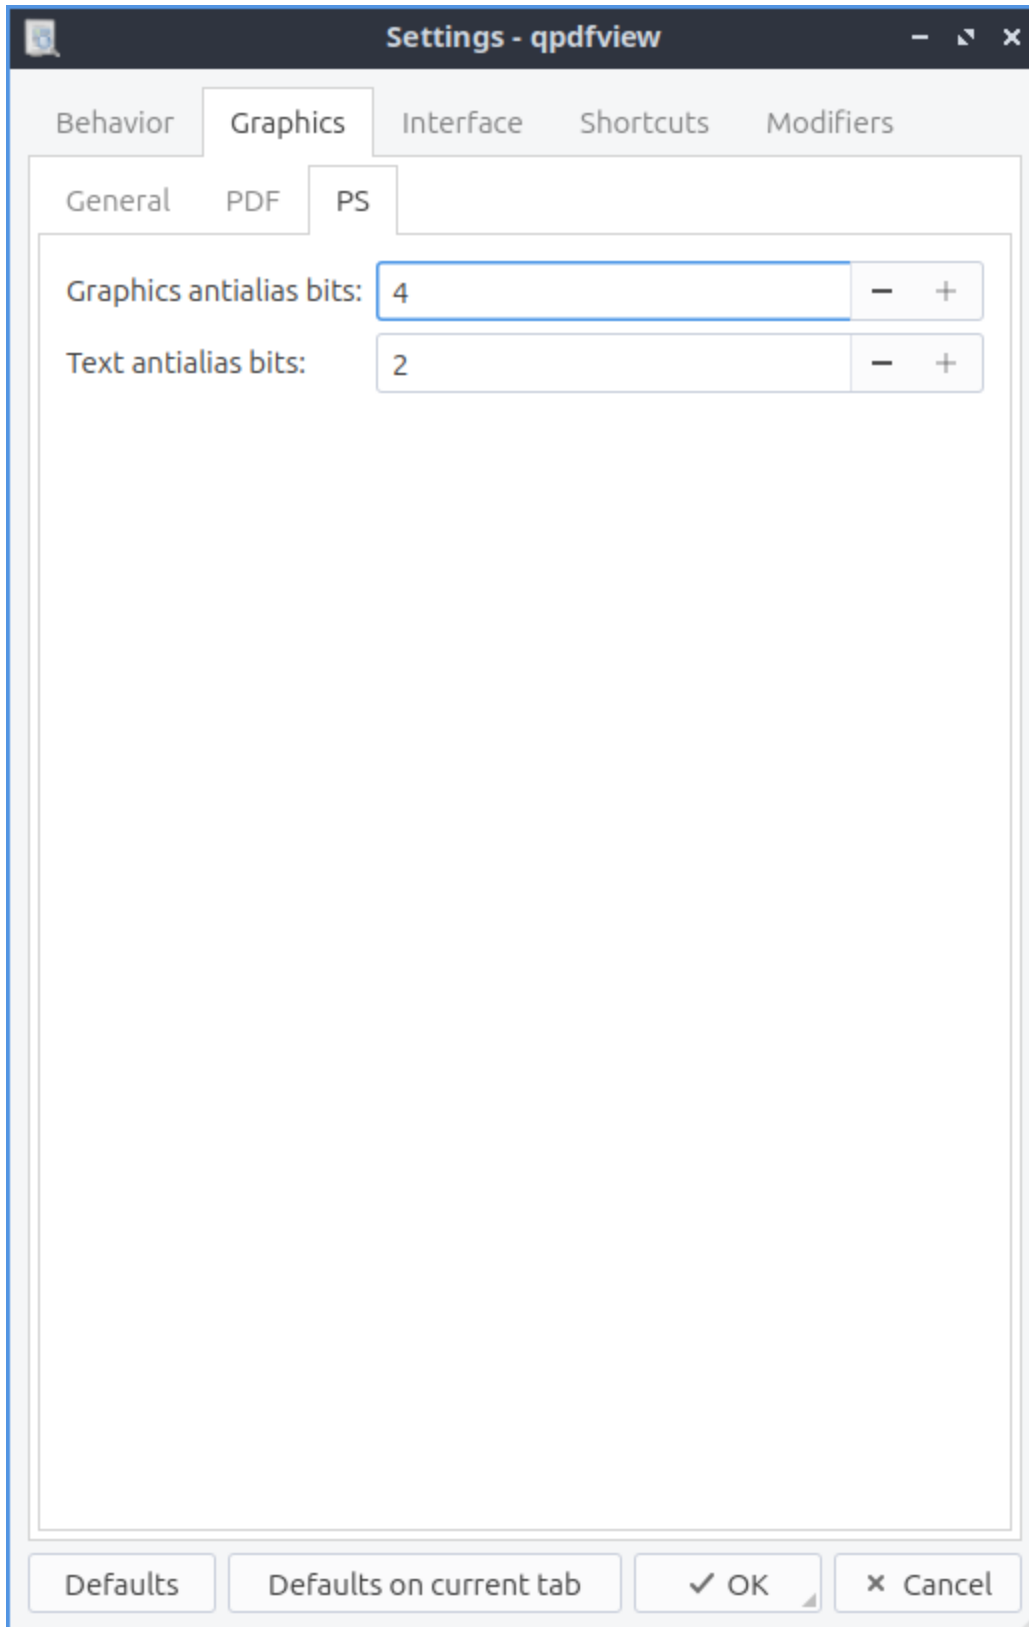 Settings - qpdfview
Behavior Graphics Interface Shortcuts Modifiers
General PDF PS
Graphics antialias bits: 4
Text antialias bits: 2
Defaults Defaults on current tab OK Cancel